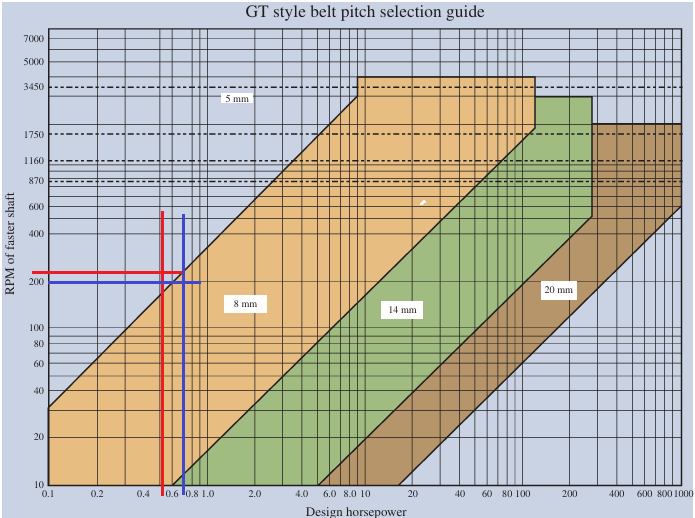 GT style belt pitch selection guide
7000
5000
3450
5 mm
1750
1160
870
600
400
RPM of faster shaft
200
8 mm
14 mm
20 mm
100
80
60
40
20
10
0.1 0.2 0.4 0.6 0.8 1.0 2.0 4.0 6.0 8.0 10 20 40 60 80 100 200 400 600 800 1000
Design horsepower